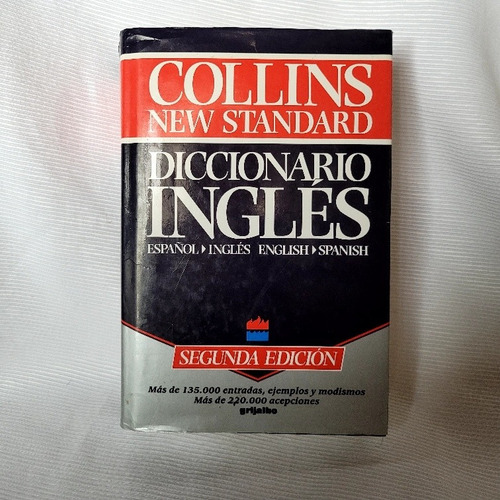 COLLINS
NEW STANDARD
DICCIONARIO
INGLÉS
ESPAÑOL▸INGLÉS ENGLISH▸SPANISH
SEGUNDA EDICIÓN
Más de 135.000 entradas, ejemplos y modismos
Más de 220.000 acepciones
grijalbo